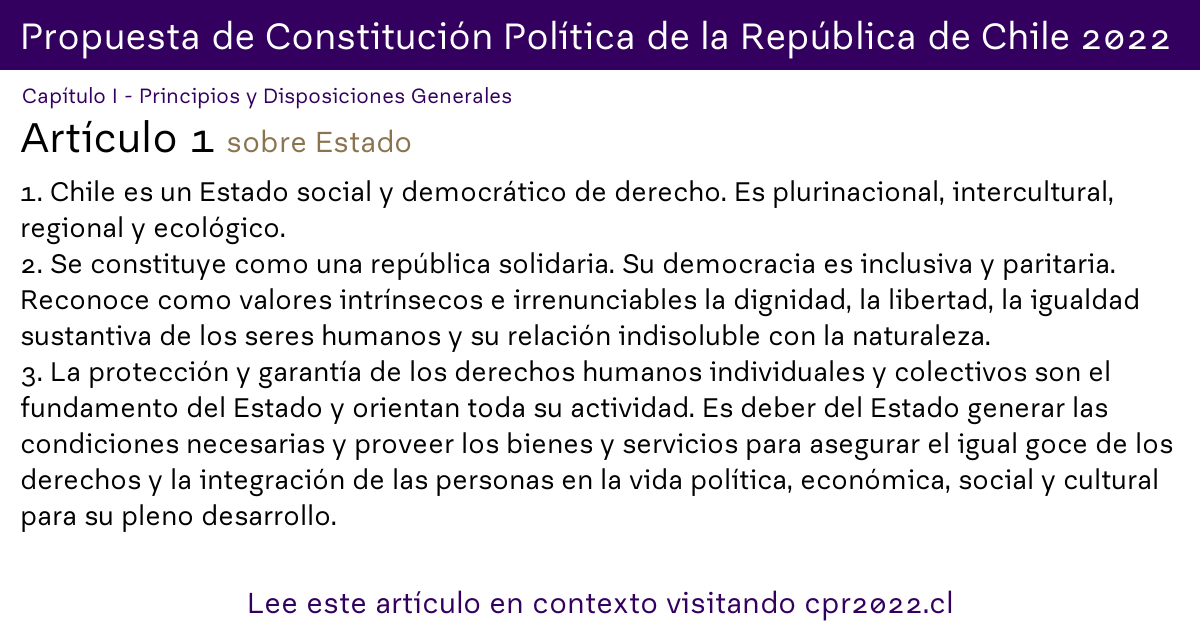 Propuesta de Constitución Política de la República de Chile 2022
Capítulo I - Principios y Disposiciones Generales
Artículo 1 sobre Estado
1. Chile es un Estado social y democrático de derecho. Es plurinacional, intercultural,
regional y ecológico.
2. Se constituye como una república solidaria. Su democracia es inclusiva y paritaria.
Reconoce como valores intrínsecos e irrenunciables la dignidad, la libertad, la igualdad
sustantiva de los seres humanos y su relación indisoluble con la naturaleza.
3. La protección y garantía de los derechos humanos individuales y colectivos son el
fundamento del Estado y orientan toda su actividad. Es deber del Estado generar las
condiciones necesarias y proveer los bienes y servicios para asegurar el igual goce de los
derechos y la integración de las personas en la vida política, económica, social y cultural
para su pleno desarrollo.
Lee este artículo en contexto visitando cpr2022.cl